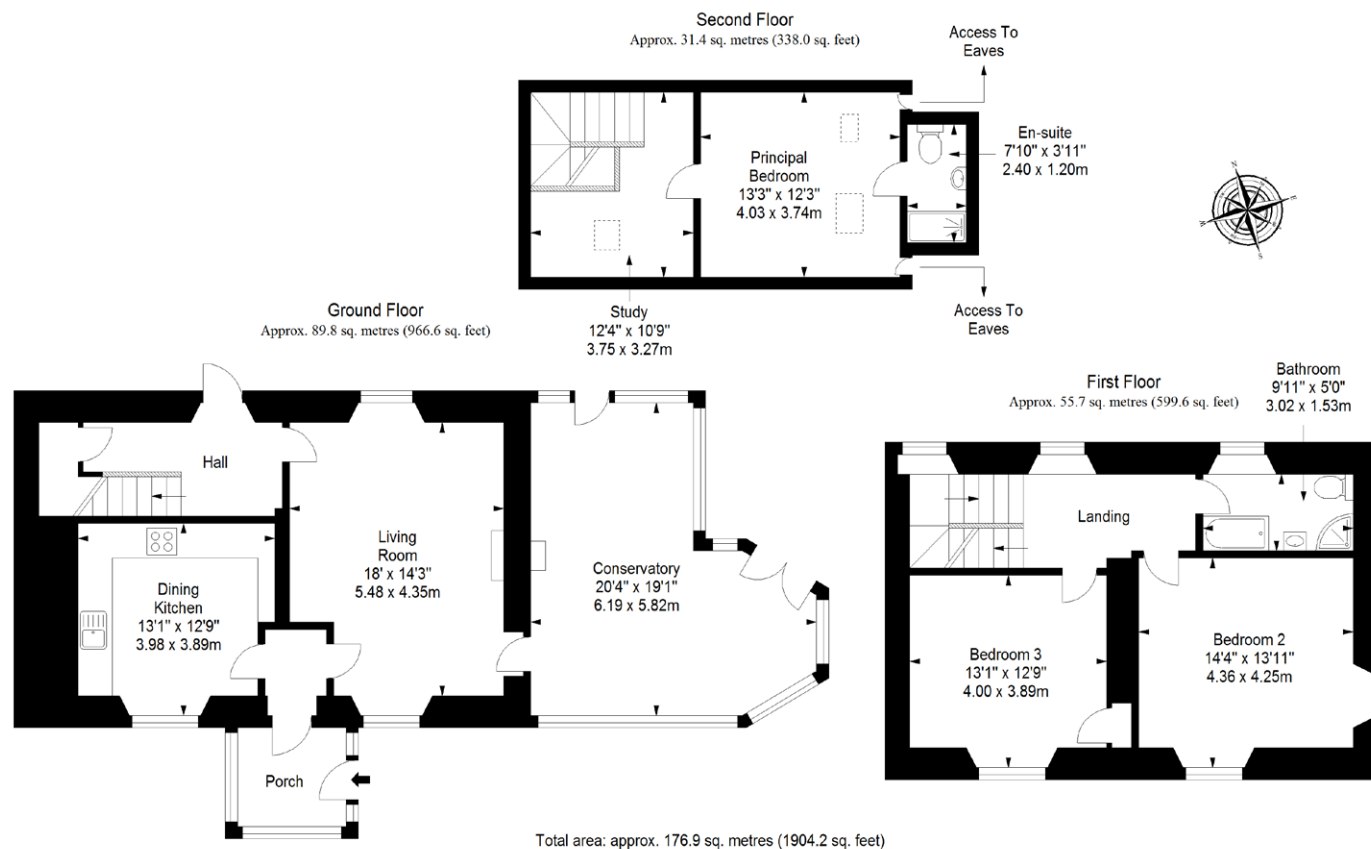 Second Floor
Approx. 31.4 sq. metres (338.0 sq. feet)
Access To
Eaves
En-suite
7'10" x 3'11"
2.40 x 1.20m
Principal
Bedroom
13'3" x 12'3"
4.03 x 3.74m
Access To
Eaves
Study
12'4" x 10'9"
3.75 x 3.27m
N
E
S
W
Ground Floor
Approx. 89.8 sq. metres (966.6 sq. feet)
Hall
Living
Room
18' x 14'3"
5.48 x 4.35m
Conservatory
20'4" x 19'1"
6.19 x 5.82m
Dining
Kitchen
13'1" x 12'9"
3.98 x 3.89m
Porch
First Floor
Approx. 55.7 sq. metres (599.6 sq. feet)
Bathroom
9'11" x 5'0"
3.02 x 1.53m
Landing
Bedroom 3
13'1" x 12'9"
4.00 x 3.89m
Bedroom 2
14'4" x 13'11"
4.36 x 4.25m
Total area: approx. 176.9 sq. metres (1904.2 sq. feet)